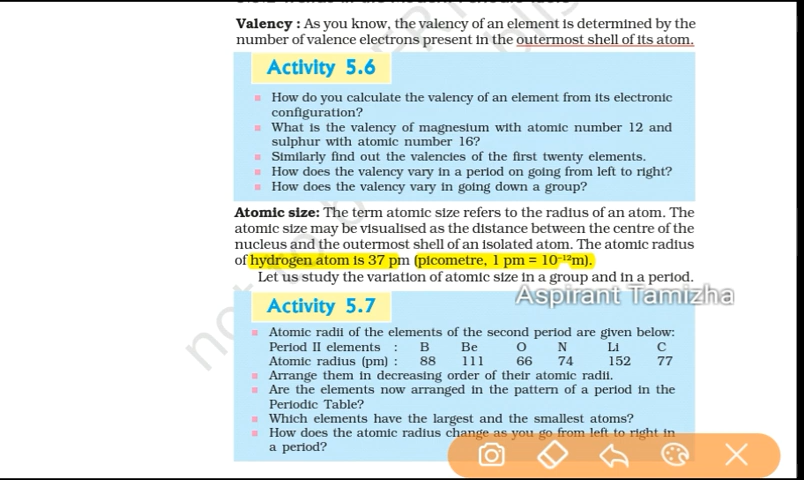 Valency : As you know, the valency of an element is determined by the
number of valence electrons present in the outermost shell of its atom.
Activity 5.6
How do you calculate the valency of an element from its electronic
configuration?
What is the valency of magnesium with atomic number 12 and
sulphur with atomic number 16?
Similarly find out the valencies of the first twenty elements.
How does the valency vary in a period on going from left to right?
How does the valency vary in going down a group?
Atomic size: The term atomic size refers to the radius of an atom. The
atomic size may be visualised as the distance between the centre of the
nucleus and the outermost shell of an isolated atom. The atomic radius
of hydrogen atom is 37 pm (picometre, 1 pm = 10⁻¹²m).
Let us study the variation of atomic size in a group and in a period.
Aspirant Tamizha
Activity 5.7
Atomic radii of the elements of the second period are given below:
Period II elements : B Be O N Li C
Atomic radius (pm) : 88 111 66 74 152 77
Arrange them in decreasing order of their atomic radii.
Are the elements now arranged in the pattern of a period in the
Periodic Table?
Which elements have the largest and the smallest atoms?
How does the atomic radius change as you go from left to right in
a period?